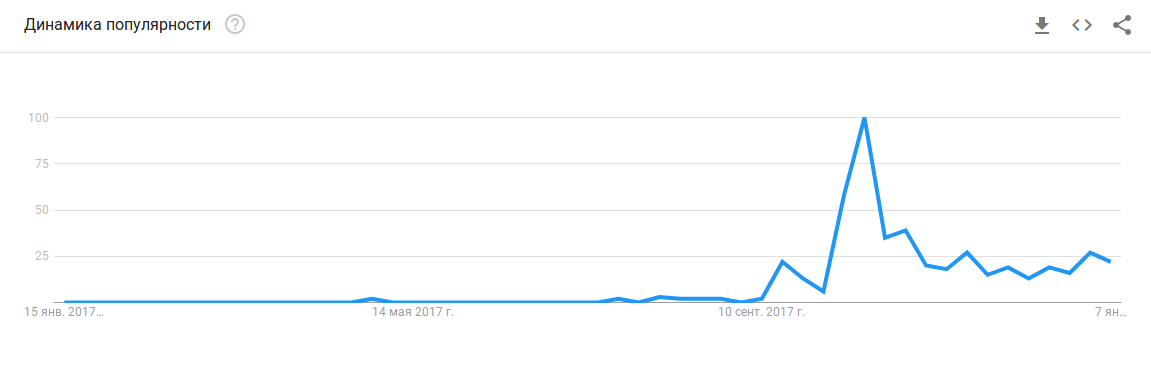 Динамика популярности ?
100
75
50
25
15 янв. 2017…
14 мая 2017 г.
10 сент. 2017 г.
7 ян…